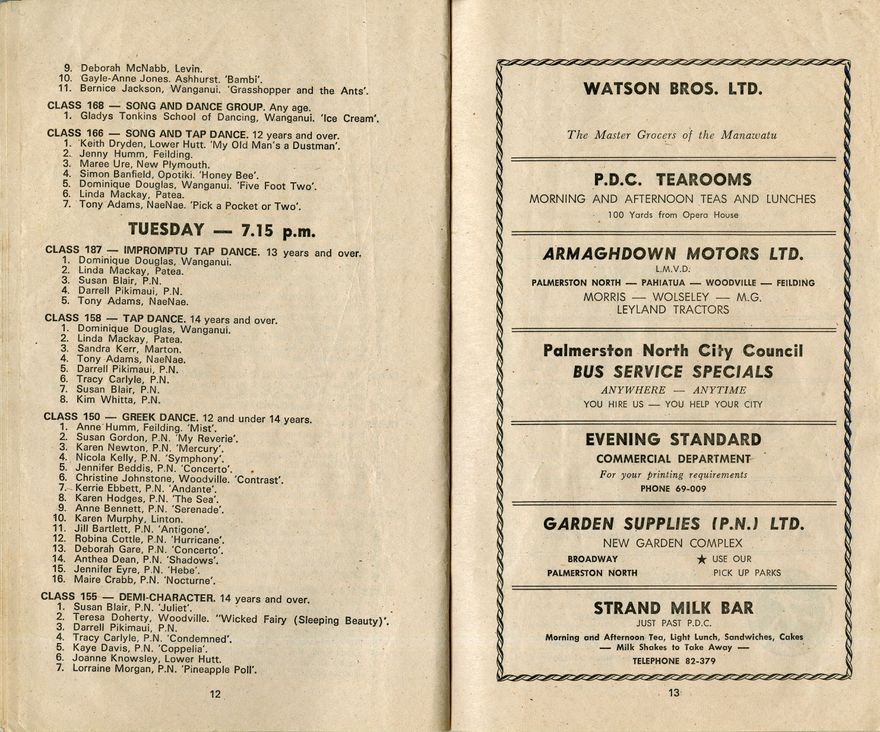 9. Deborah McNabb, Levin.
10. Gayle-Anne Jones. Ashhurst. 'Bambi'.
11. Bernice Jackson, Wanganui. 'Grasshopper and the Ants'.
CLASS 168 — SONG AND DANCE GROUP. Any age.
1. Gladys Tonkins School of Dancing, Wanganui. 'Ice Cream'.
CLASS 166 — SONG AND TAP DANCE. 12 years and over.
1. Keith Dryden, Lower Hutt. 'My Old Man's a Dustman'.
2. Jenny Humm, Feilding.
3. Maree Ure, New Plymouth.
4. Simon Banfield, Opotiki. 'Honey Bee'.
5. Dominique Douglas, Wanganui. 'Five Foot Two'.
6. Linda Mackay, Patea.
7. Tony Adams, NaeNae. 'Pick a Pocket or Two'.
TUESDAY — 7.15 p.m.
CLASS 187 — IMPROMPTU TAP DANCE. 13 years and over.
1. Dominique Douglas, Wanganui.
2. Linda Mackay, Patea.
3. Susan Blair, P.N.
4. Darrell Pikimaui, P.N.
5. Tony Adams, NaeNae.
CLASS 158 — TAP DANCE. 14 years and over.
1. Dominique Douglas, Wanganui.
2. Linda Mackay, Patea.
3. Sandra Kerr, Marton.
4. Tony Adams, NaeNae.
5. Darrell Pikimaui, P.N.
6. Tracy Carlyle, P.N.
7. Susan Blair, P.N.
8. Kim Whitta, P.N.
CLASS 150 — GREEK DANCE. 12 and under 14 years.
1. Anne Humm, Feilding. 'Mist'.
2. Susan Gordon, P.N. 'My Reverie'.
3. Karen Newton, P.N. 'Mercury'.
4. Nicola Kelly, P.N. 'Symphony'.
5. Jennifer Beddis, P.N. 'Concerto'.
6. Christine Johnstone, Woodville. 'Contrast'.
7. Kerrie Ebbett, P.N. 'Andante'.
8. Karen Hodges, P.N. 'The Sea'.
9. Anne Bennett, P.N. 'Serenade'.
10. Karen Murphy, Linton.
11. Jill Bartlett, P.N. 'Antigone'.
12. Robina Cottle, P.N. 'Hurricane'.
13. Deborah Gare, P.N. 'Concerto'.
14. Anthea Dean, P.N. 'Shadows'.
15. Jennifer Eyre, P.N. 'Hebe'.
16. Maire Crabb, P.N. 'Nocturne'.
CLASS 155 — DEMI-CHARACTER. 14 years and over.
1. Susan Blair, P.N. 'Juliet'.
2. Teresa Doherty, Woodville. "Wicked Fairy (Sleeping Beauty)'.
3. Darrell Pikimaui, P.N.
4. Tracy Carlyle, P.N. 'Condemned'.
5. Kaye Davis, P.N. 'Coppelia'.
6. Joanne Knowsley, Lower Hutt.
7. Lorraine Morgan, P.N. 'Pineapple Poll'.
12
WATSON BROS. LTD.
The Master Grocers of the Manawatu
P.D.C. TEAROOMS
MORNING AND AFTERNOON TEAS AND LUNCHES
100 Yards from Opera House
ARMAGHDOWN MOTORS LTD.
L.M.V.D.
PALMERSTON NORTH — PAHIATUA — WOODVILLE — FEILDING
MORRIS — WOLSELEY — M.G.
LEYLAND TRACTORS
Palmerston North City Council
BUS SERVICE SPECIALS
ANYWHERE — ANYTIME
YOU HIRE US — YOU HELP YOUR CITY
EVENING STANDARD
COMMERCIAL DEPARTMENT
For your printing requirements
PHONE 69-009
GARDEN SUPPLIES (P.N.) LTD.
NEW GARDEN COMPLEX
BROADWAY ★ USE OUR
PALMERSTON NORTH PICK UP PARKS
STRAND MILK BAR
JUST PAST P.D.C.
Morning and Afternoon Tea, Light Lunch, Sandwiches, Cakes
— Milk Shakes to Take Away —
TELEPHONE 82-379
13